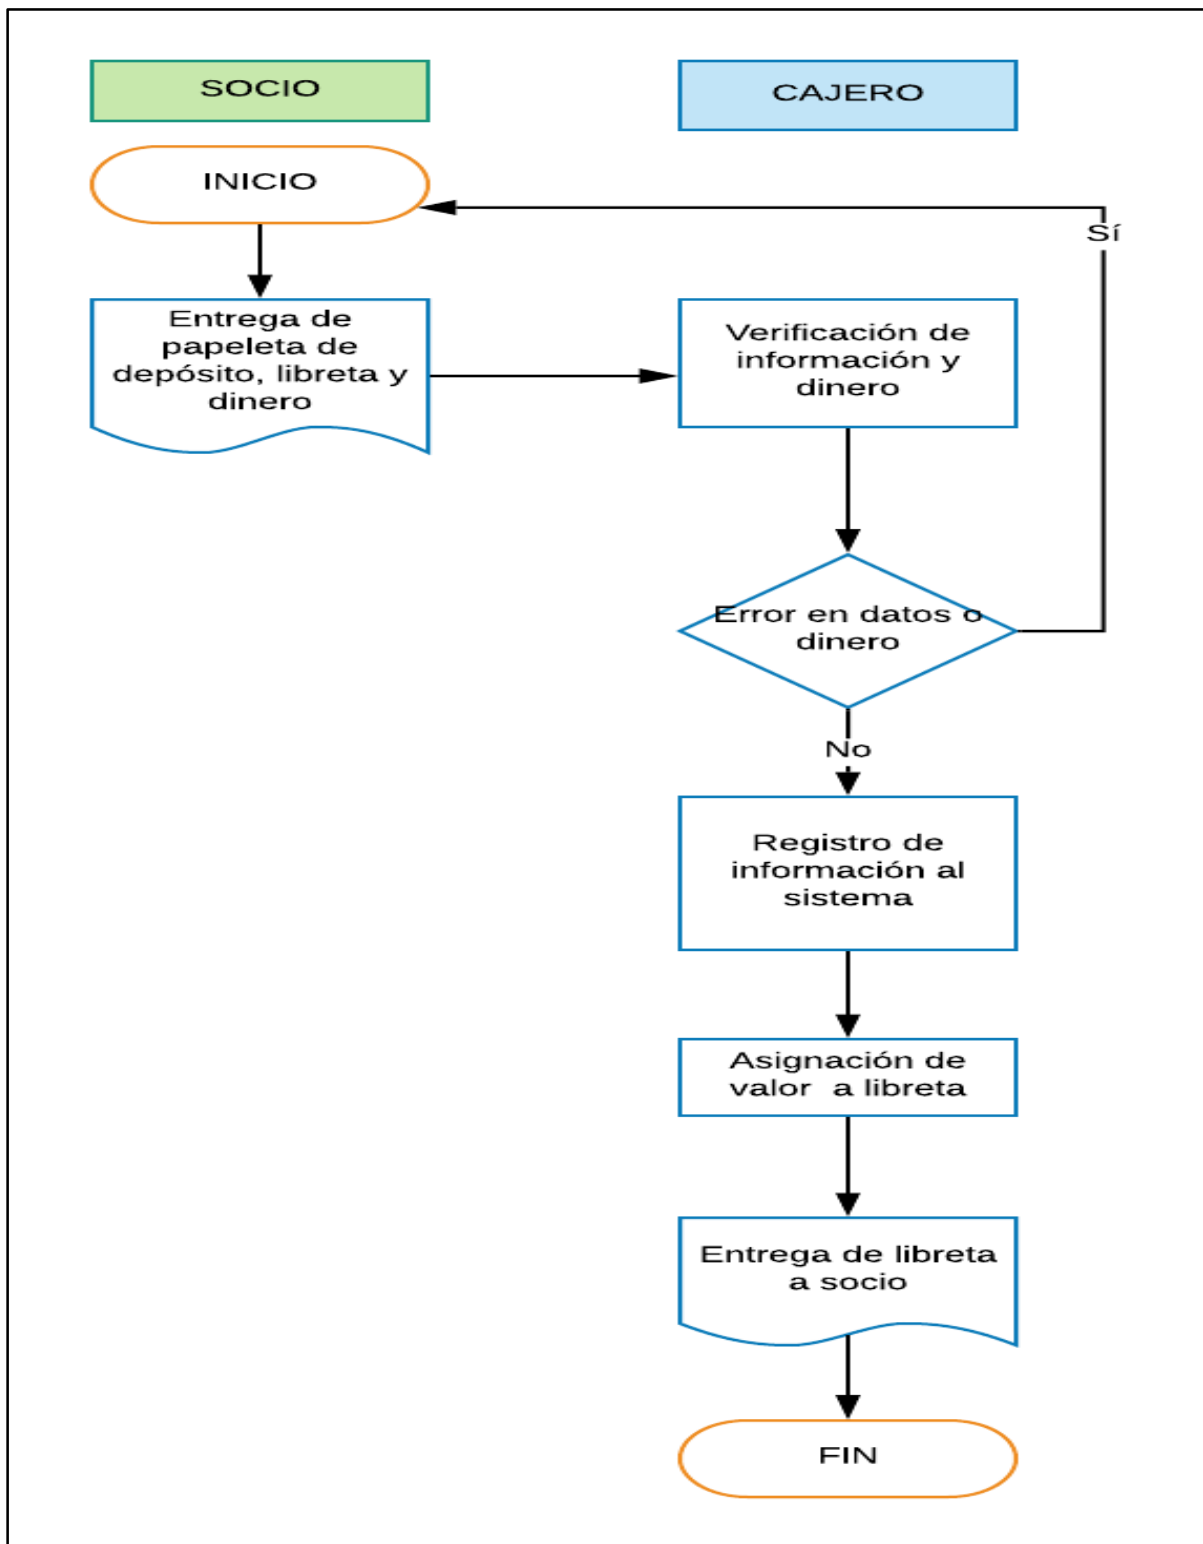 SOCIO
CAJERO
INICIO
Sí
Entrega de
papeleta de
depósito, libreta y
dinero
Verificación de
información y
dinero
Error en datos o
dinero
No
Registro de
información al
sistema
Asignación de
valor a libreta
Entrega de libreta
a socio
FIN